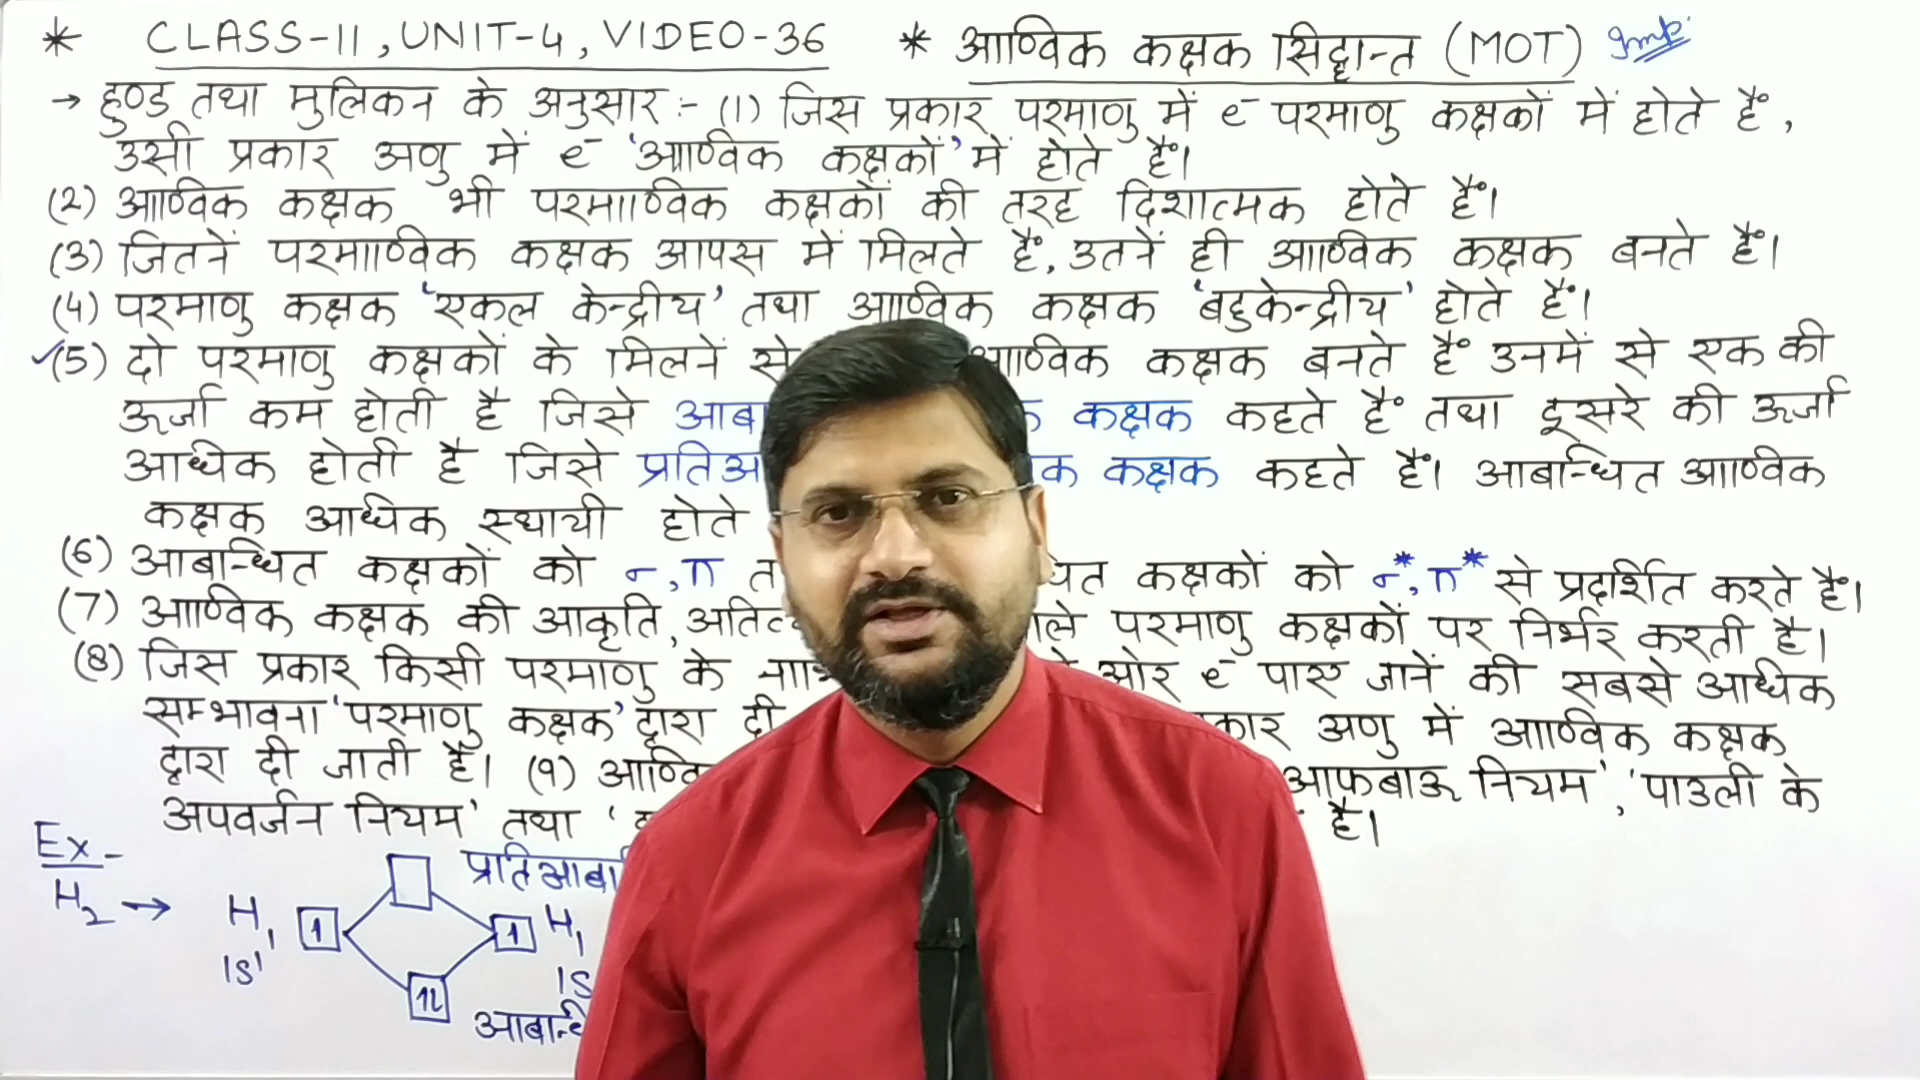 * CLASS-11, UNIT-4, VIDEO-36 * आण्विक कक्षक सिद्धान्त (MOT) Imp.
→ हुण्ड तथा मुलिकन के अनुसार :- (1) जिस प्रकार परमाणु में e⁻ परमाणु कक्षकों में होते हैं,
उसी प्रकार अणु में e⁻ 'आण्विक कक्षकों' में होते हैं।
(2) आण्विक कक्षक भी परमाण्विक कक्षकों की तरह दिशात्मक होते हैं।
(3) जितनें परमाण्विक कक्षक आपस में मिलते हैं, उतनें ही आण्विक कक्षक बनते हैं।
(4) परमाणु कक्षक 'एकल केन्द्रीय' तथा आण्विक कक्षक 'बहुकेन्द्रीय' होते हैं।
✓(5) दो परमाणु कक्षकों के मिलनें से कक्षक बनते हैं उनमें से एक की
ऊर्जा कम होती है जिसे कक्षक कहते हैं तथा दूसरे की ऊर्जा
अधिक होती है जिसे कक्षक कहते हैं। आबन्धित आण्विक
कक्षक अधिक स्थायी होते
(6) आबन्धित कक्षकों को σ, π कक्षकों को σ*, π* से प्रदर्शित करते हैं।
(7) आण्विक कक्षक की आकृति, परमाणु कक्षकों पर निर्भर करती है।
(8) जिस प्रकार किसी परमाणु के ओर e⁻ पाए जानें की सबसे अधिक
सम्भावना 'परमाणु कक्षक' द्वारा दी अणु में आण्विक कक्षक
द्वारा दी जाती है। (9) आफबाऊ नियम', 'पाउली के
अपवर्जन नियम' तथा ' है।
Ex-
H₂ → H, 1s¹ 1 1 H, 1s
1L